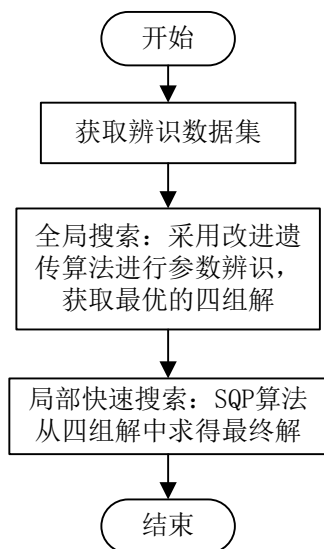 开始
获取辨识数据集
全局搜索：采用改进遗
传算法进行参数辨识，
获取最优的四组解
局部快速搜索：SQP算法
从四组解中求得最终解
结束